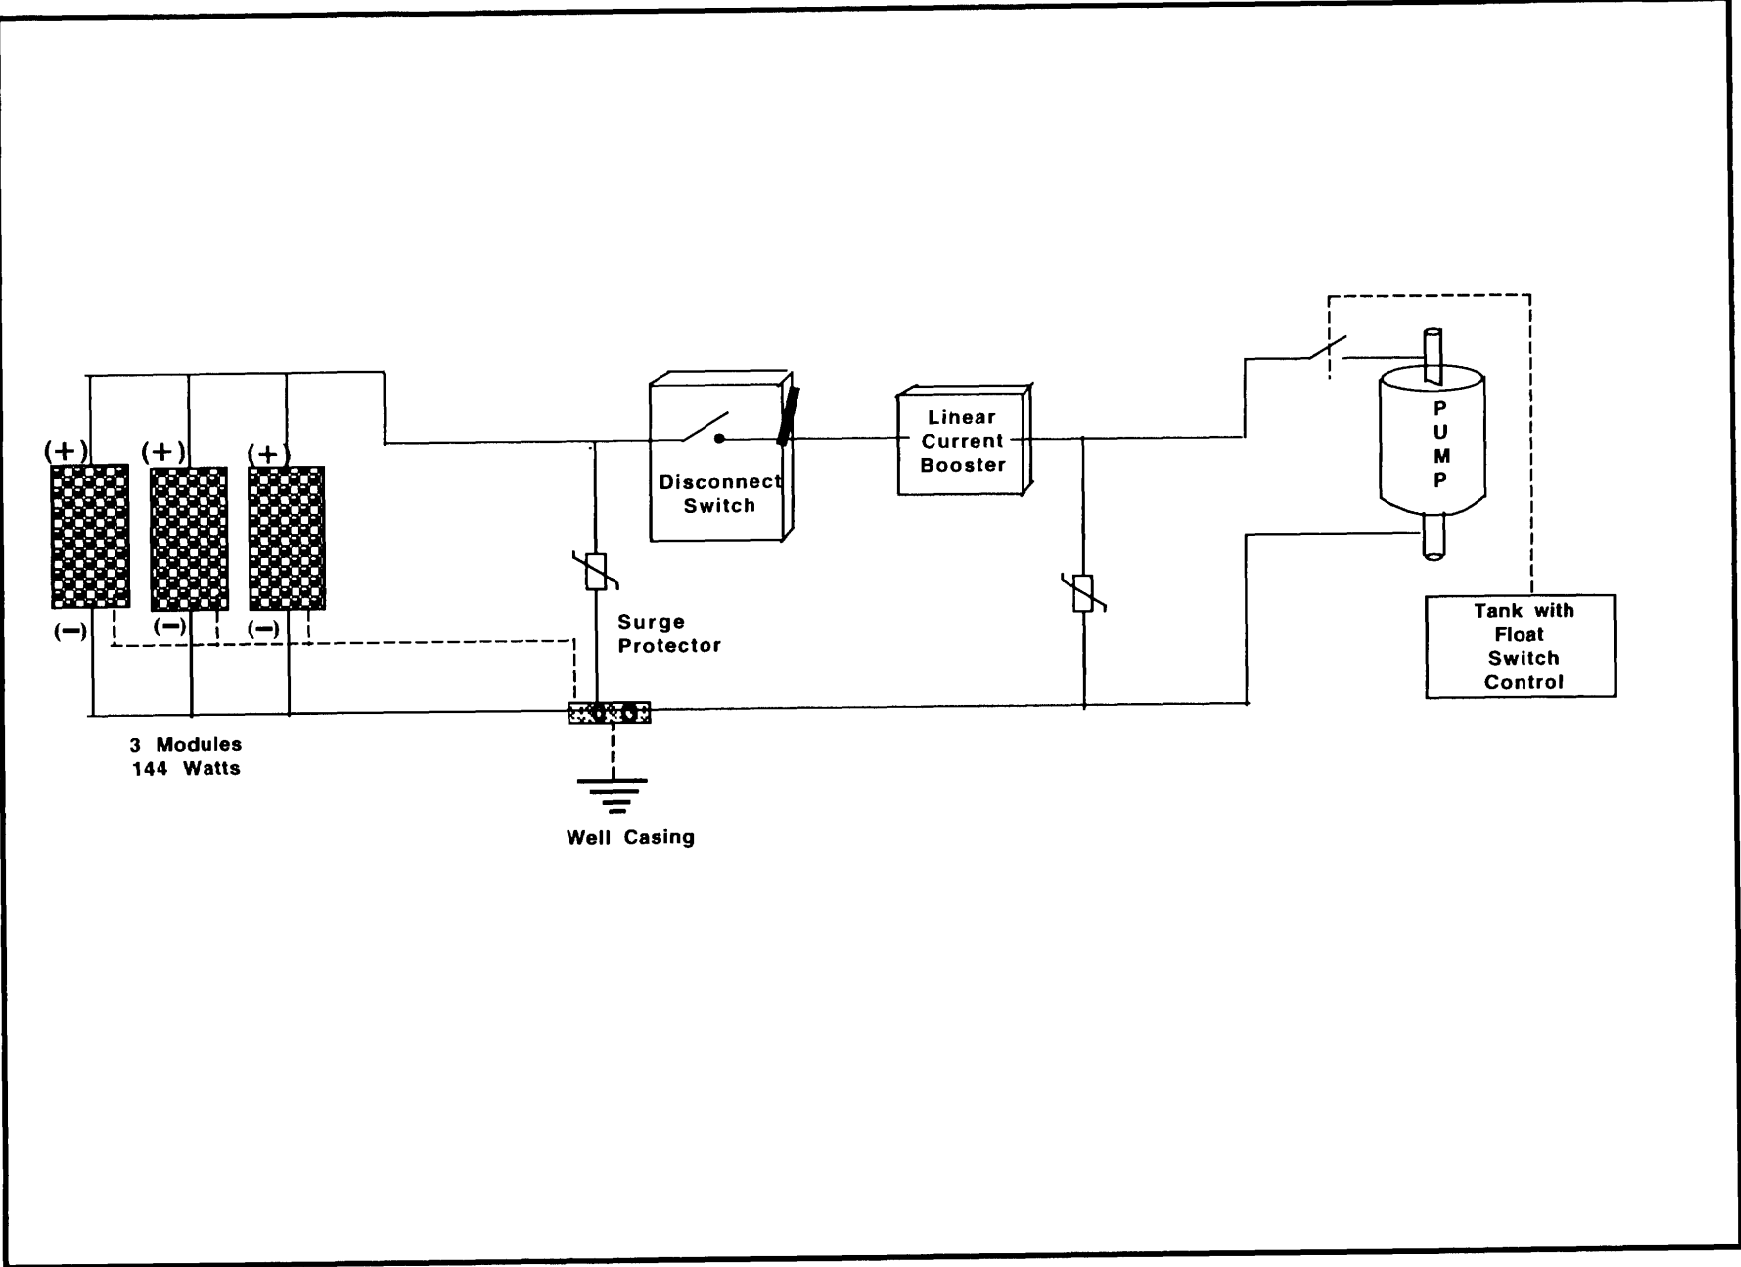 (+) (+) (+)
Disconnect
Switch
Linear
Current
Booster
P
U
M
P
(−) (−) (−)
Surge
Protector
Tank with
Float
Switch
Control
3 Modules
144 Watts
Well Casing